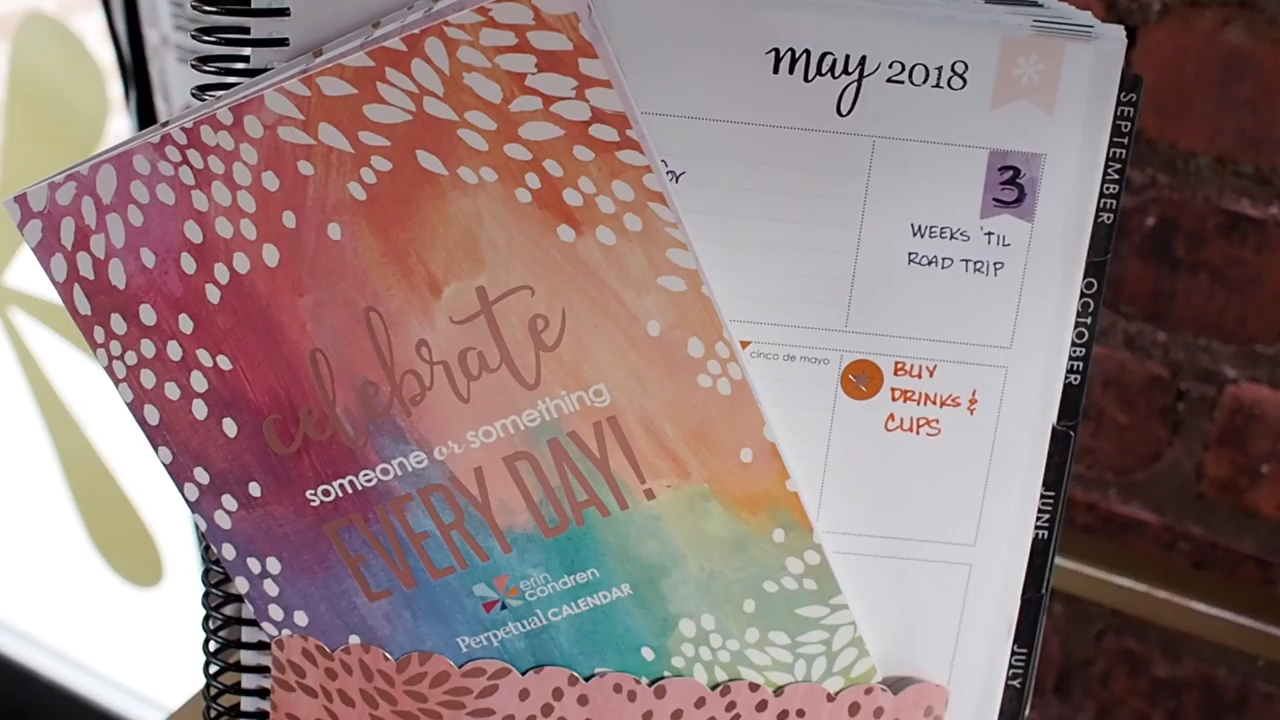 may 2018
3
WEEKS 'TIL
ROAD TRIP
cinco de mayo
BUY
DRINKS &
CUPS
celebrate
someone or something
EVERY DAY!
erin
condren
Perpetual CALENDAR
SEPTEMBER
OCTOBER
JUNE
JULY